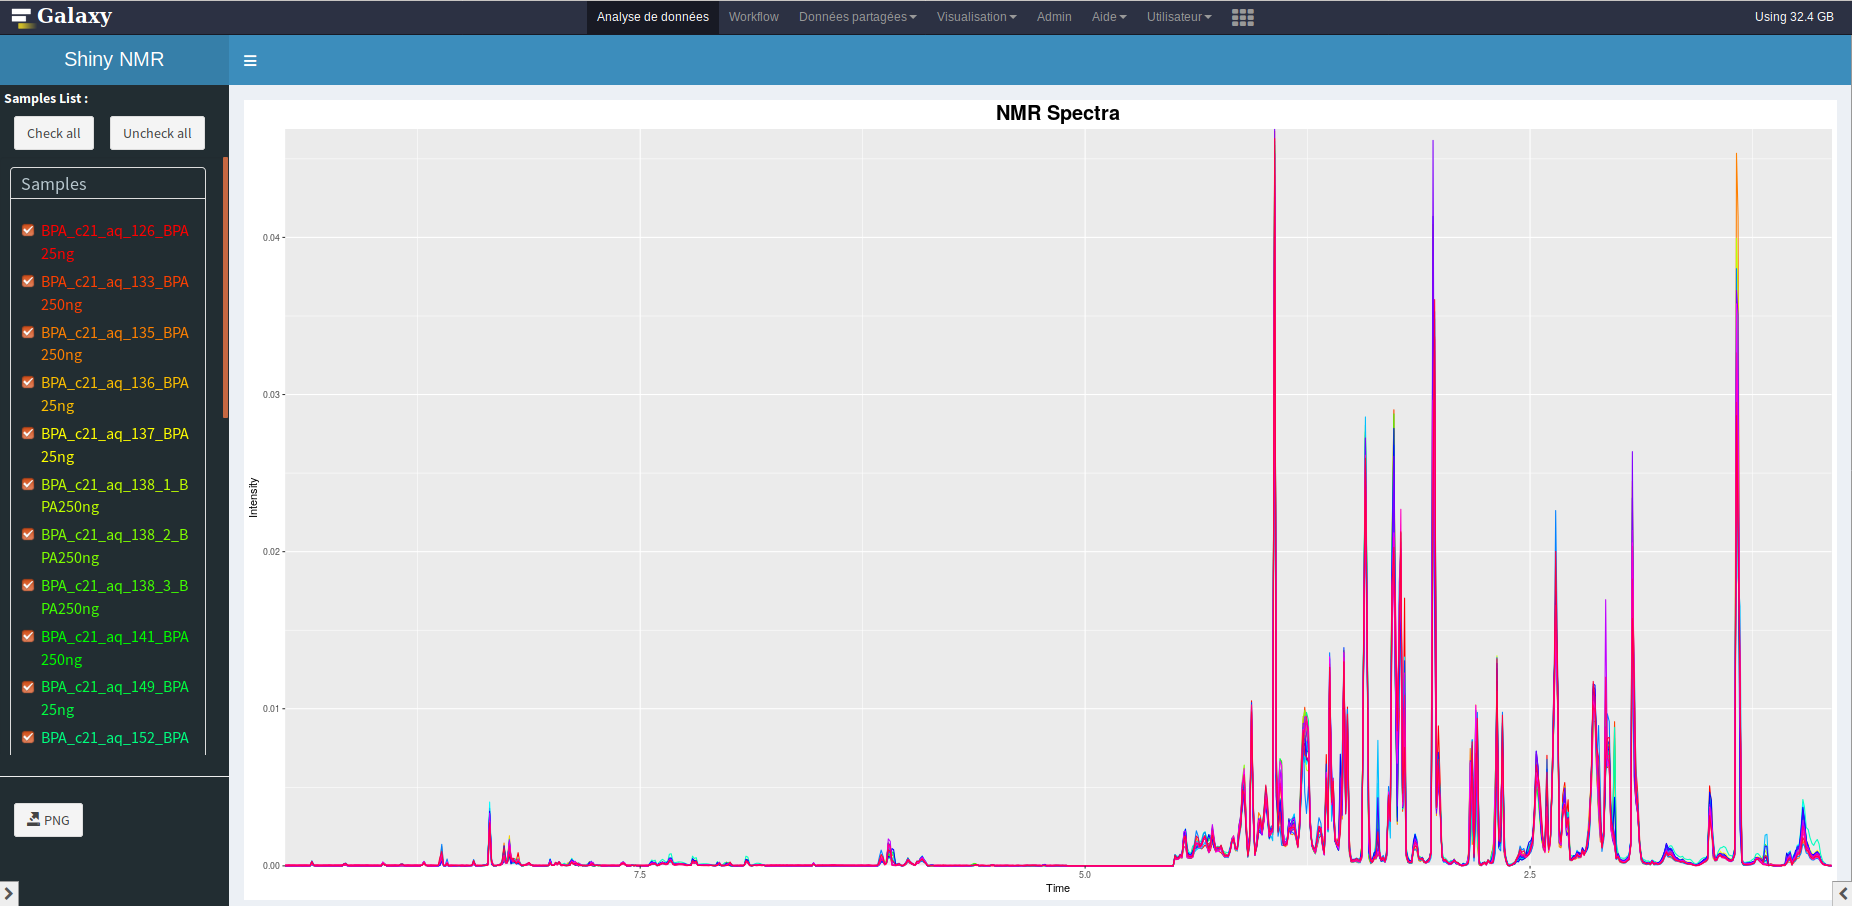 Galaxy
Analyse de données
Workflow
Données partagées
Visualisation
Admin
Aide
Utilisateur
Using 32.4 GB
Shiny NMR
Samples List :
Check all
Uncheck all
Samples
BPA_c21_aq_126_BPA
25ng
BPA_c21_aq_133_BPA
250ng
BPA_c21_aq_135_BPA
250ng
BPA_c21_aq_136_BPA
25ng
BPA_c21_aq_137_BPA
25ng
BPA_c21_aq_138_1_B
PA250ng
BPA_c21_aq_138_2_B
PA250ng
BPA_c21_aq_138_3_B
PA250ng
BPA_c21_aq_141_BPA
250ng
BPA_c21_aq_149_BPA
25ng
BPA_c21_aq_152_BPA
PNG
NMR Spectra
Intensity
0.04
0.03
0.02
0.01
0.00
7.5
5.0
2.5
Time